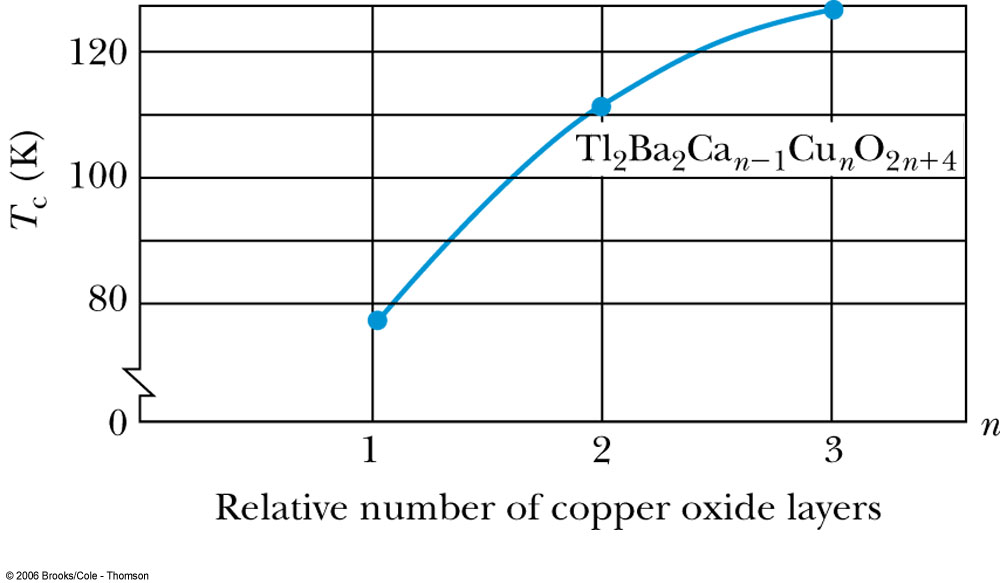 120
100
80
0
T_c (K)
Tl₂Ba₂Caₙ₋₁CuₙO₂ₙ₊₄
1 2 3 n
Relative number of copper oxide layers
© 2006 Brooks/Cole - Thomson